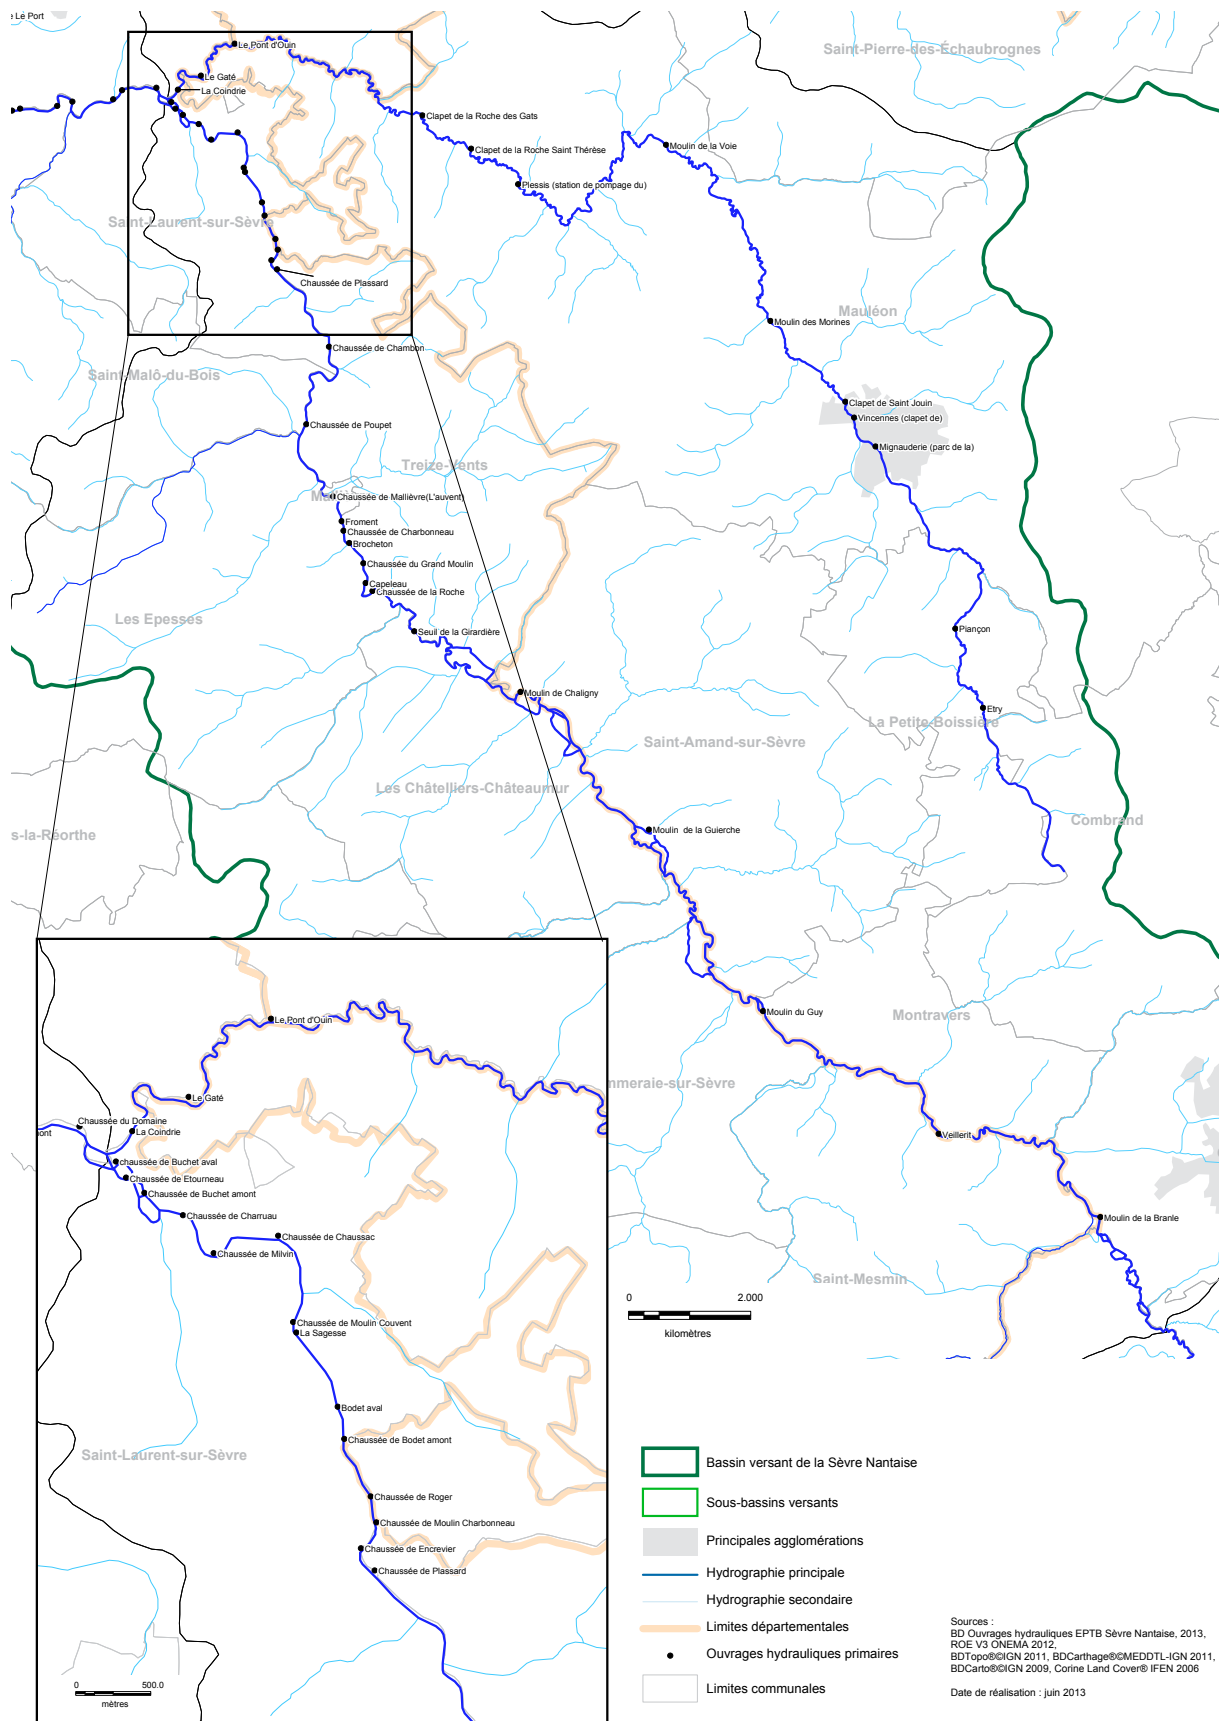 e Le Port
Le Pont d'Ouin
Saint-Pierre-des-Échaubrognes
Le Gaté
La Coindrie
Clapet de la Roche des Gats
Clapet de la Roche Saint Thérèse
Moulin de la Voie
Plessis (station de pompage du)
Saint-Laurent-sur-Sèvre
Chaussée de Plassard
Mauléon
Moulin des Morines
Chaussée de Chambon
Saint-Malô-du-Bois
Clapet de Saint Jouin
Vincennes (clapet de)
Chaussée de Poupet
Mignauderie (parc de la)
Treize-Vents
Chaussée de Mallièvre(L'auvent)
Froment
Chaussée de Charbonneau
Brocheton
Chaussée du Grand Moulin
Capeleau
Chaussée de la Roche
Les Epesses
Seuil de la Girardière
Piançon
Moulin de Chaligny
Etry
La Petite-Boissière
Saint-Amand-sur-Sèvre
Les Châtelliers-Châteaumur
Combrand
s-la-Réorthe
Moulin de la Guierche
Moulin du Guy
Montravers
Le Pont d'Ouin
mmeraie-sur-Sèvre
Le Gaté
Chaussée du Domaine
La Coindrie
ont
Veillerit
chaussée de Buchet aval
Chaussée de Etourneau
Chaussée de Buchet amont
Chaussée de Charruau
Moulin de la Branle
Chaussée de Chaussac
Chaussée de Milvin
Saint-Mesmin
0 2.000
kilomètres
Chaussée de Moulin Couvent
La Sagesse
Bodet aval
Chaussée de Bodet amont
Saint-Laurent-sur-Sèvre
Chaussée de Roger
Chaussée de Moulin Charbonneau
Chaussée de Encrevier
Chaussée de Plassard
0 500.0
mètres
Bassin versant de la Sèvre Nantaise
Sous-bassins versants
Principales agglomérations
Hydrographie principale
Hydrographie secondaire
Limites départementales
Ouvrages hydrauliques primaires
Limites communales
Sources :
BD Ouvrages hydrauliques EPTB Sèvre Nantaise, 2013,
ROE V3 ONEMA 2012,
BDTopo®©IGN 2011, BDCarthage®©MEDDTL-IGN 2011,
BDCarto®©IGN 2009, Corine Land Cover® IFEN 2006
Date de réalisation : juin 2013